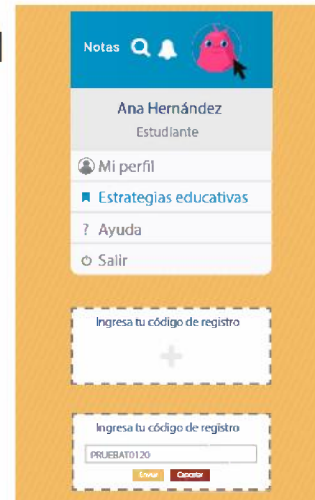 Notas
Ana Hernández
Estudiante
Mi perfil
Estrategias educativas
? Ayuda
Salir
Ingresa tu código de registro
Ingresa tu código de registro
PRUEBAT0120
Enviar Cancelar